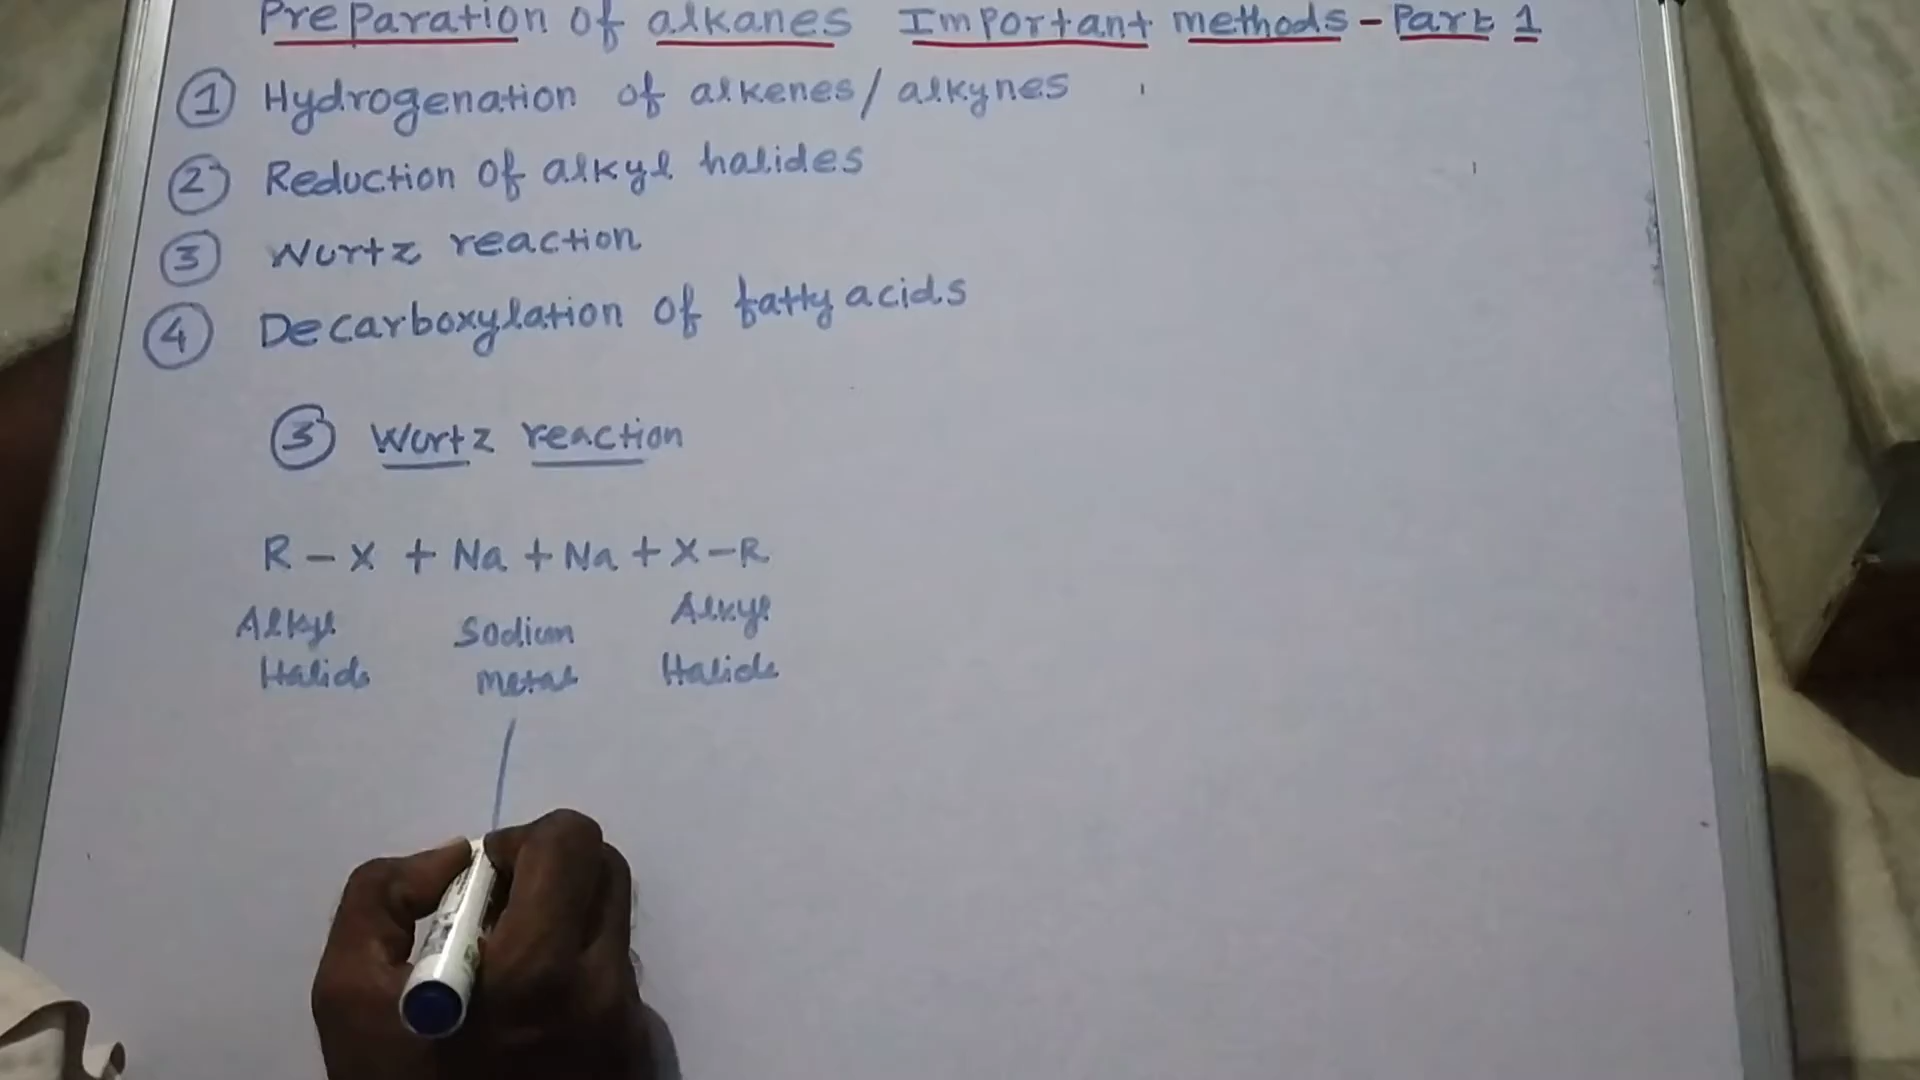 Preparation of alkanes Important methods - Part 1
① Hydrogenation of alkenes / alkynes
② Reduction of alkyl halides
③ Wurtz reaction
④ Decarboxylation of fatty acids
③ Wurtz reaction
R - X + Na + Na + X - R
Alkyl Halide
Sodium metal
Alkyl Halide